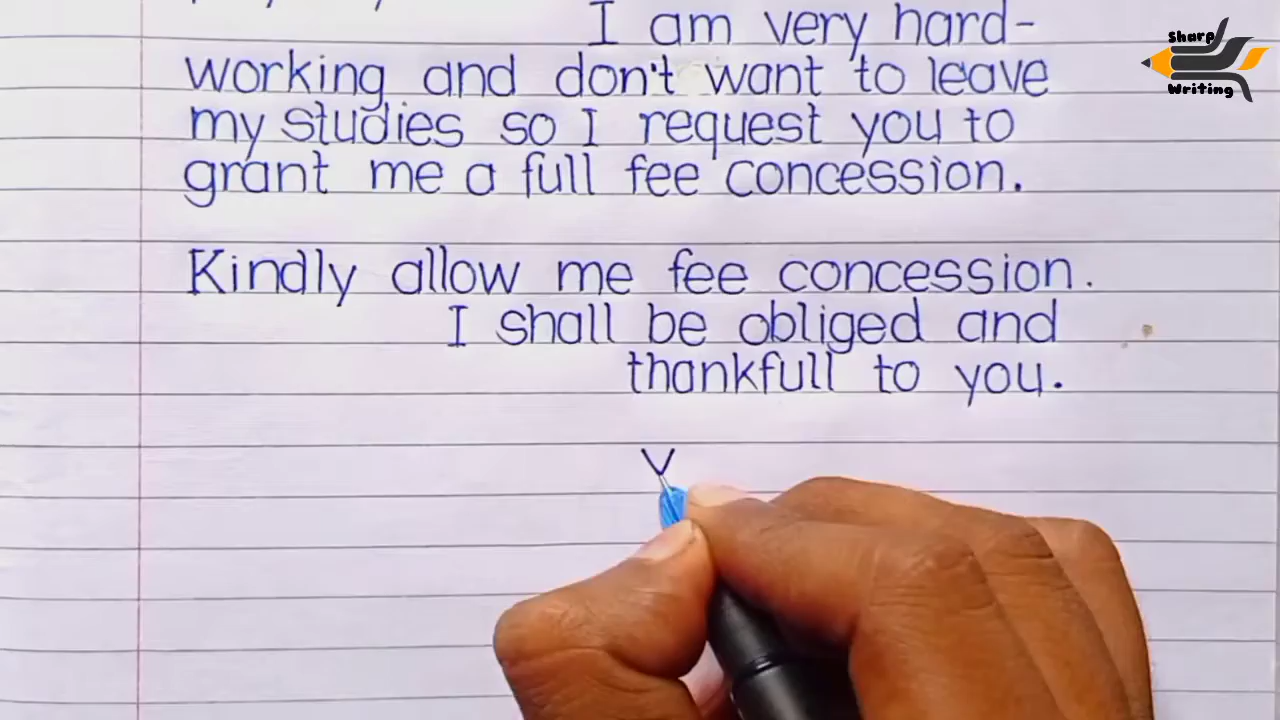 I am very hard-
working and don't want to leave
my studies so I request you to
grant me a full fee concession.
Kindly allow me fee concession.
I shall be obliged and
thankfull to you.
Y
Sharp
Writing